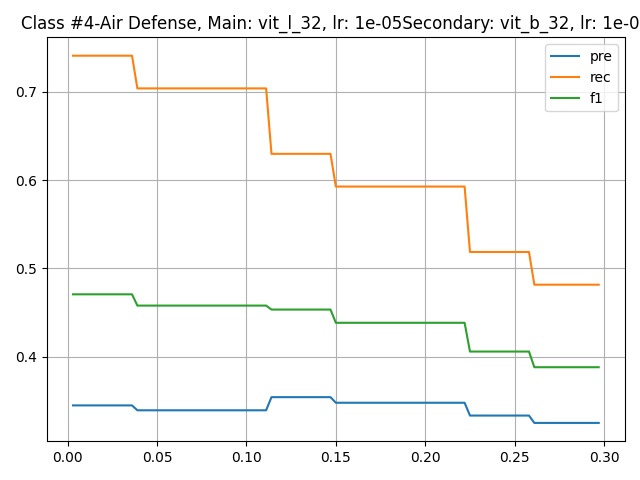 Class #4-Air Defense, Main: vit_l_32, lr: 1e-05Secondary: vit_b_32, lr: 1e-0
pre
rec
f1
0.7
0.6
0.5
0.4
0.00 0.05 0.10 0.15 0.20 0.25 0.30